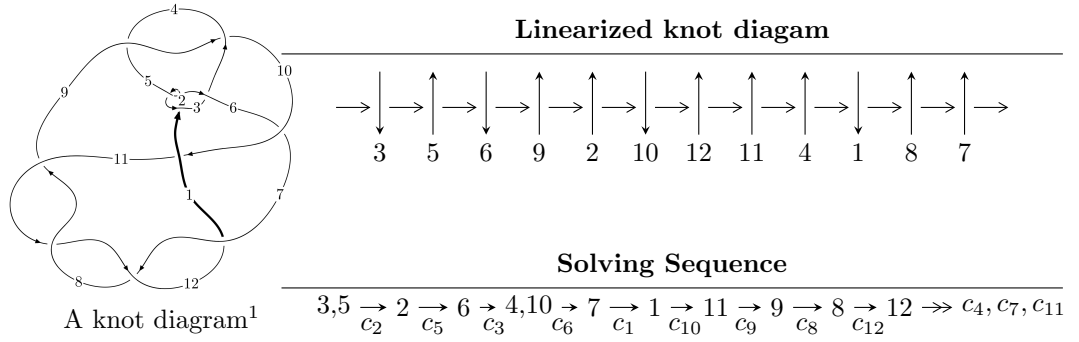 4
10
5
2
3
6
9
11
1
7
8
12
A knot diagram¹
Linearized knot diagam
3 5 6 9 2 10 12 11 4 1 8 7
Solving Sequence
3,5 → 2 → 6 → 4,10 → 7 → 1 → 11 → 9 → 8 → 12 ↠ c₄, c₇, c₁₁
c₂ c₅ c₃ c₆ c₁ c₁₀ c₉ c₈ c₁₂